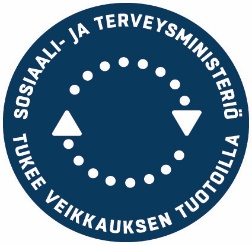 SOSIAALI- JA TERVEYSMINISTERIÖ
TUKEE VEIKKAUKSEN TUOTOILLA